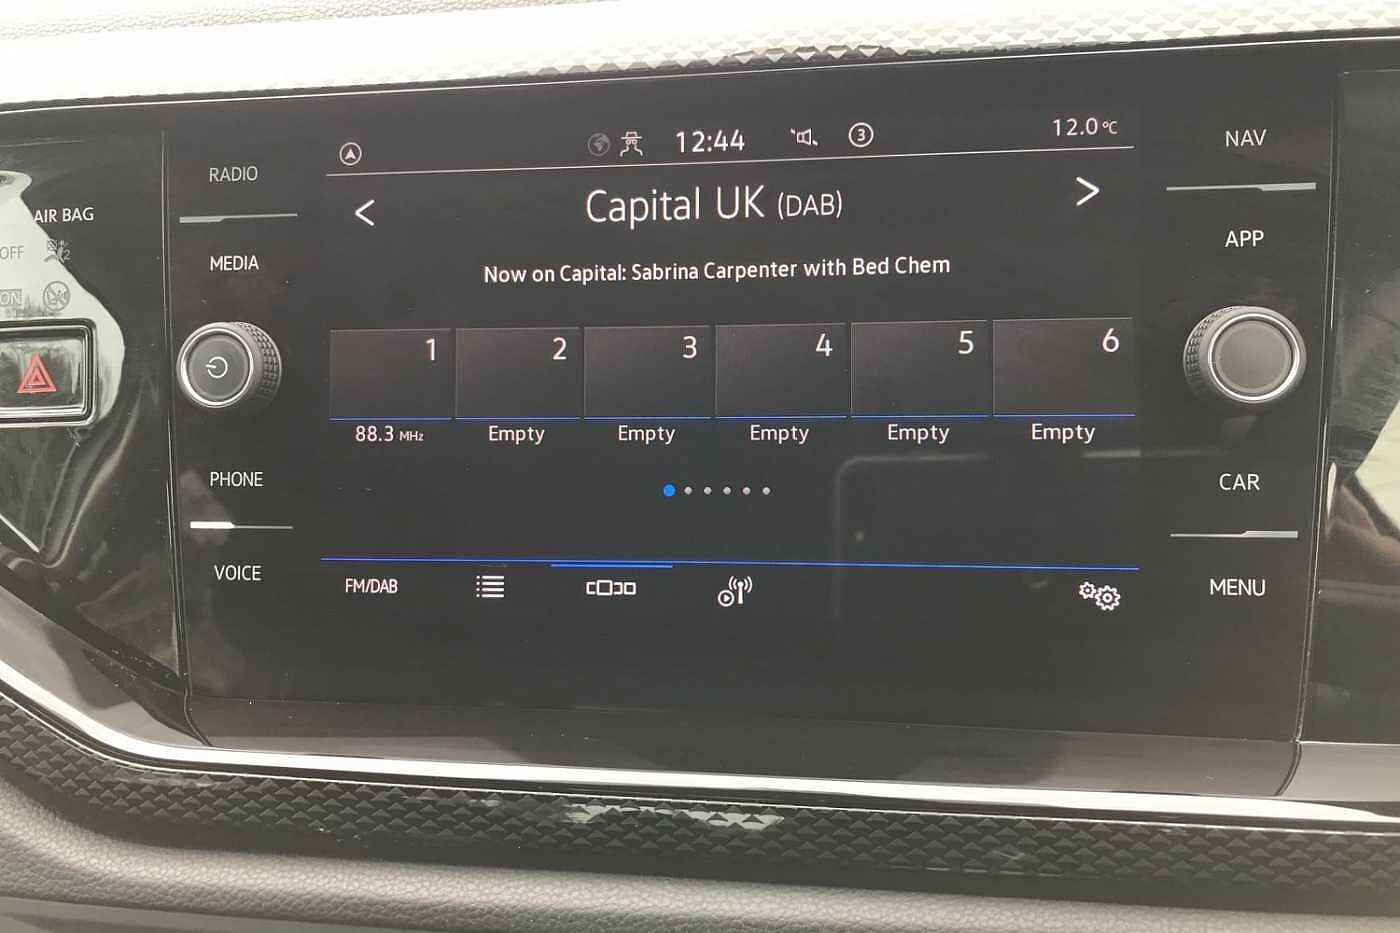 12:44
3
12.0 °C
Capital UK (DAB)
Now on Capital: Sabrina Carpenter with Bed Chem
1
2
3
4
5
6
88.3 MHz
Empty
Empty
Empty
Empty
Empty
FM/DAB
RADIO
MEDIA
PHONE
VOICE
NAV
APP
CAR
MENU
AIR BAG
OFF
ON